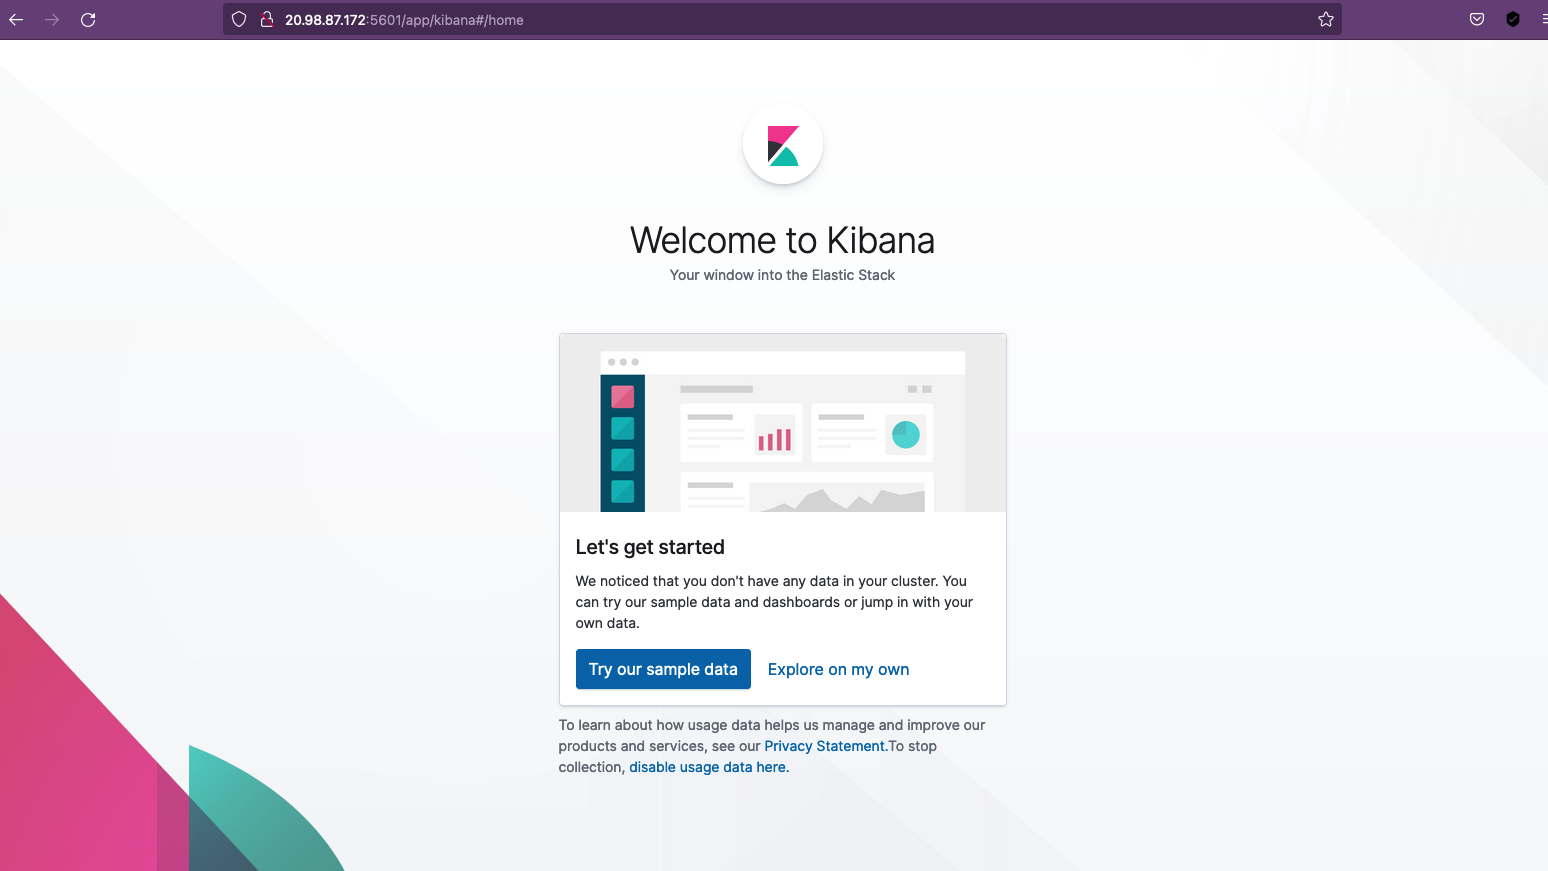 20.98.87.172:5601/app/kibana#/home
Welcome to Kibana
Your window into the Elastic Stack
Let's get started
We noticed that you don't have any data in your cluster. You
can try our sample data and dashboards or jump in with your
own data.
Try our sample data Explore on my own
To learn about how usage data helps us manage and improve our
products and services, see our Privacy Statement.To stop
collection, disable usage data here.